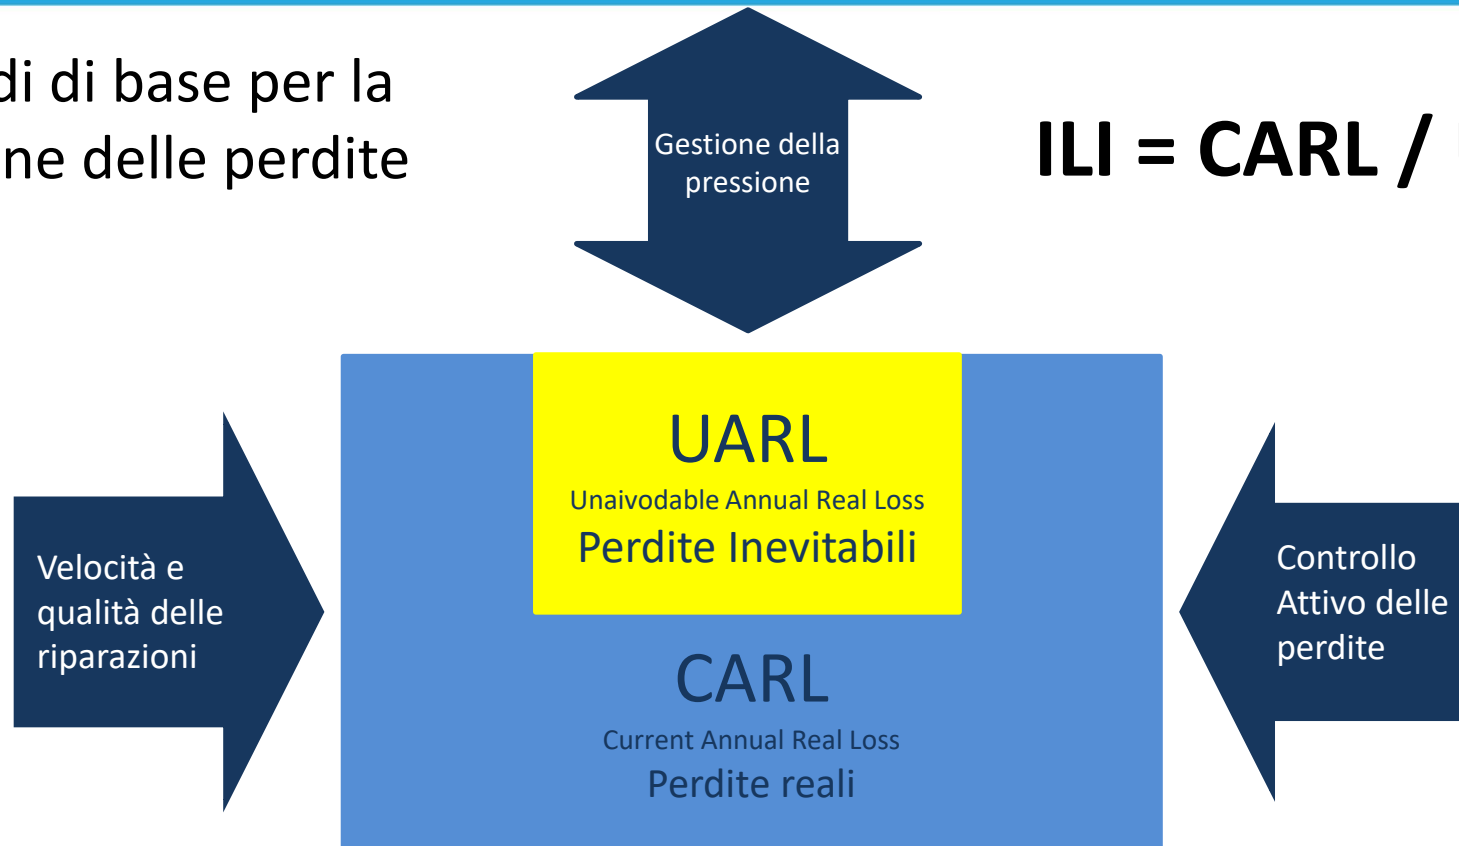 di di base per la
ne delle perdite
Gestione della
pressione
ILI = CARL /
UARL
Unaivodable Annual Real Loss
Perdite Inevitabili
Velocità e
qualità delle
riparazioni
Controllo
Attivo delle
perdite
CARL
Current Annual Real Loss
Perdite reali